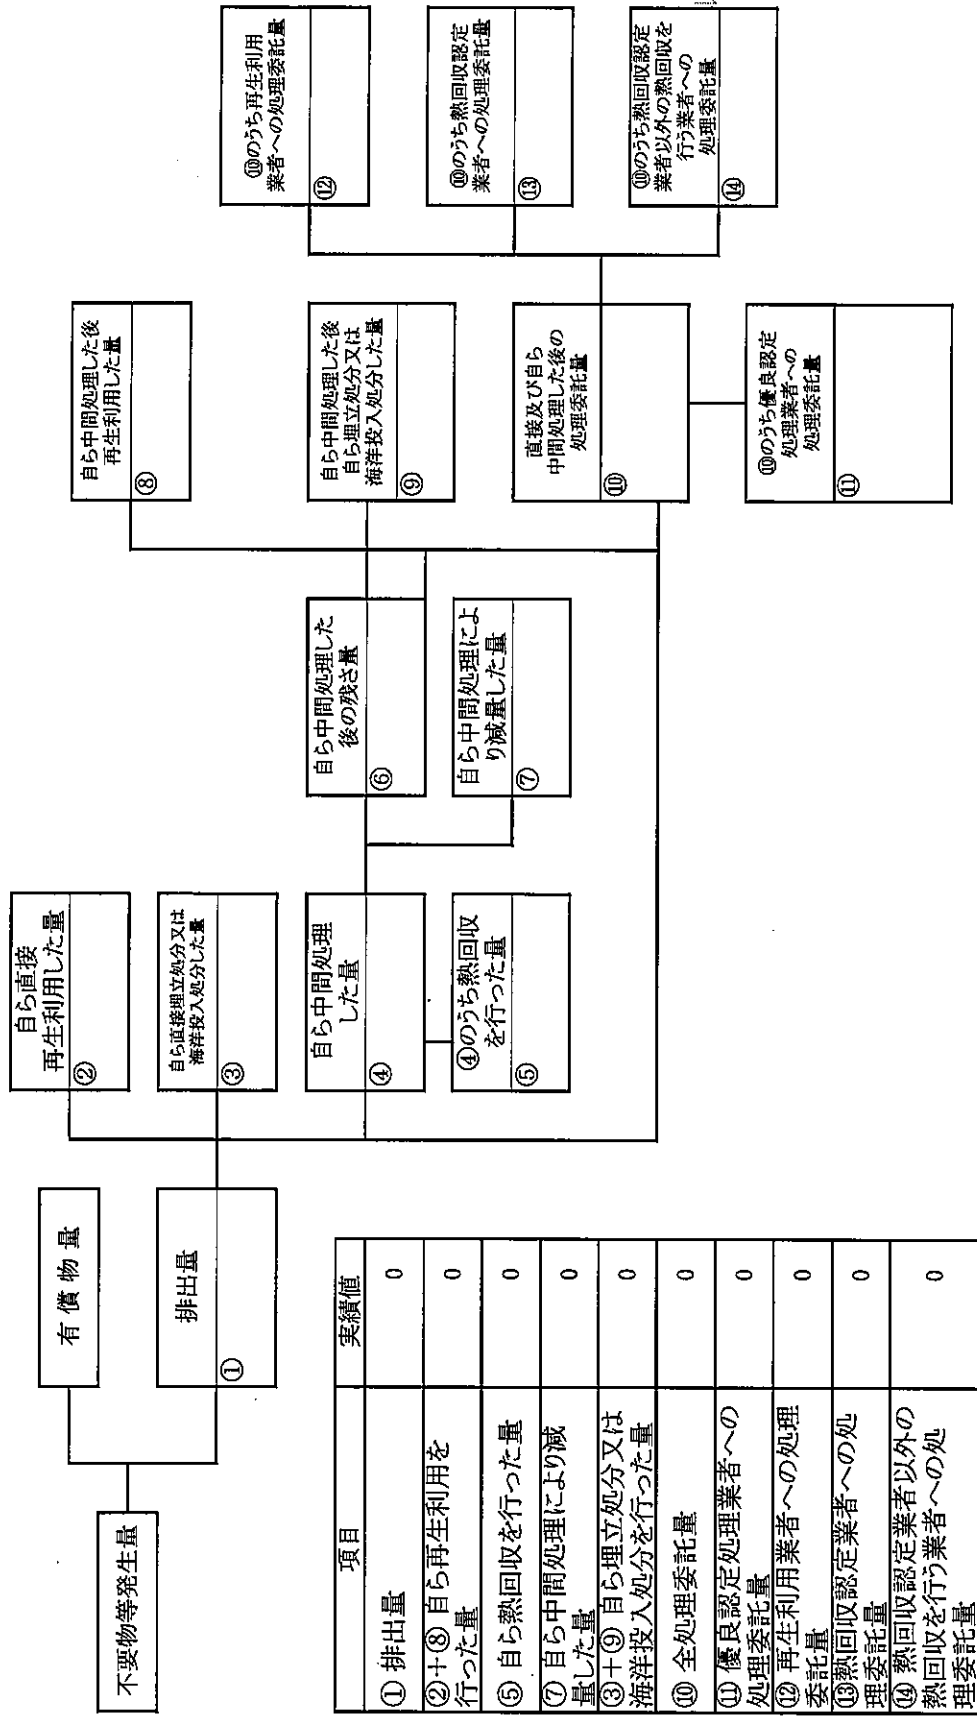 不要物等発生量
有償物量
排出量
①
自ら直接
再生利用した量
②
自ら直接埋立処分又は
海洋投入処分した量
③
自ら中間処理
した量
④
④のうち熱回収
を行った量
⑤
自ら中間処理した
後の残さ量
⑥
自ら中間処理によ
り減量した量
⑦
自ら中間処理した後
再生利用した量
⑧
自ら中間処理した後
自ら埋立処分又は
海洋投入処分した量
⑨
直接及び自ら
中間処理した後の
処理委託量
⑩
⑩のうち優良認定
処理業者への
処理委託量
⑪
⑩のうち再生利用
業者への処理委託量
⑫
⑩のうち熱回収認定
業者への処理委託量
⑬
⑩のうち熱回収認定
業者以外の熱回収を
行う業者への
処理委託量
⑭
項目 実績値
① 排出量 0
②+⑧ 自ら再生利用を
行った量 0
⑤ 自ら熱回収を行った量 0
⑦ 自ら中間処理により減
量した量 0
③+⑨ 自ら埋立処分又は
海洋投入処分を行った量 0
⑩ 全処理委託量 0
⑪ 優良認定処理業者への
処理委託量 0
⑫ 再生利用業者への処理
委託量 0
⑬熱回収認定業者への処
理委託量 0
⑭ 熱回収認定業者以外の
熱回収を行う業者への処
理委託量 0